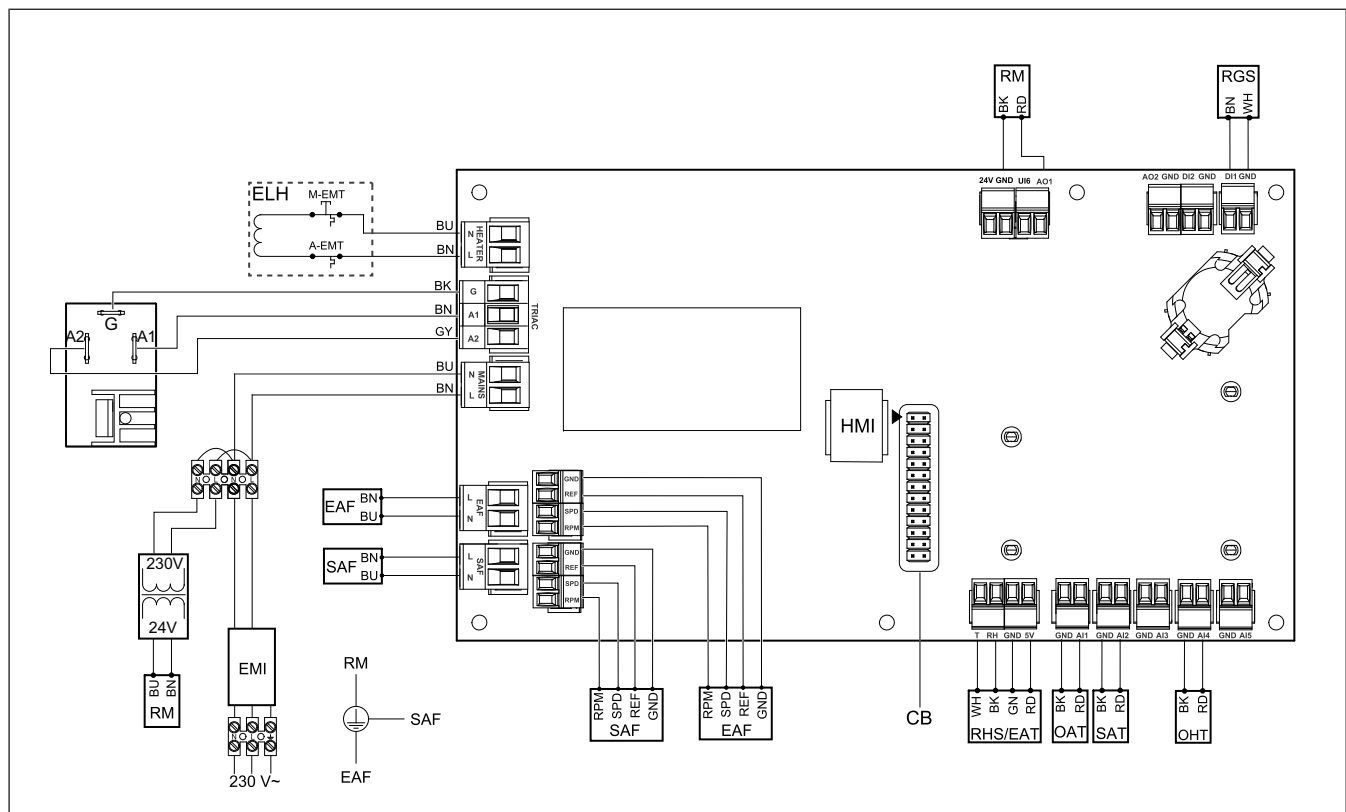 RM
BK
RD
RGS
BN
WH
24V GND UI6 AO1
AO2 GND DI2 GND DI1 GND
ELH
M-EMT
A-EMT
BU
BN
N
L
HEATER
BK
BN
GY
G
A1
A2
TRIAC
G
A2
A1
BU
BN
N
L
MAINS
HMI
N
L
N
L
EAF
BN
BU
L
N
EAF
GND
REF
SPD
RPM
SAF
BN
BU
L
N
SAF
GND
REF
SPD
RPM
230V
24V
BU
BN
RM
EMI
N
L
230 V~
RM
SAF
EAF
RPM
SPD
REF
GND
SAF
RPM
SPD
REF
GND
EAF
CB
T RH GND 5V GND AI1 GND AI2 GND AI3 GND AI4 GND AI5
WH
BK
GN
RD
RHS/EAT
BK
RD
OAT
BK
RD
SAT
BK
RD
OHT